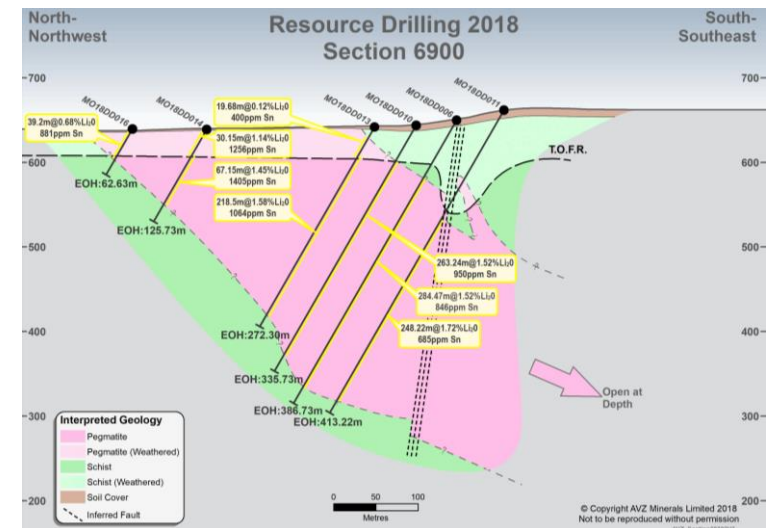 North-
Northwest
Resource Drilling 2018
Section 6900
South-
Southeast
700
600
500
400
300
200
700
600
500
400
300
200
MO18DD016
MO18DD014
MO18DD013
MO18DD010
MO18DD006
MO18DD011
39.2m@0.68%Li₂0
881ppm Sn
19.68m@0.12%Li₂0
400ppm Sn
30.15m@1.14%Li₂0
1256ppm Sn
67.15m@1.45%Li₂0
1405ppm Sn
218.5m@1.58%Li₂0
1064ppm Sn
263.24m@1.52%Li₂0
950ppm Sn
284.47m@1.52%Li₂0
846ppm Sn
248.22m@1.72%Li₂0
685ppm Sn
T.O.F.R.
EOH:62.63m
EOH:125.73m
EOH:272.30m
EOH:335.73m
EOH:386.73m
EOH:413.22m
Open at
Depth
Interpreted Geology
Pegmatite
Pegmatite (Weathered)
Schist
Schist (Weathered)
Soil Cover
Inferred Fault
0 50 100
Metres
© Copyright AVZ Minerals Limited 2018
Not to be reproduced without permission